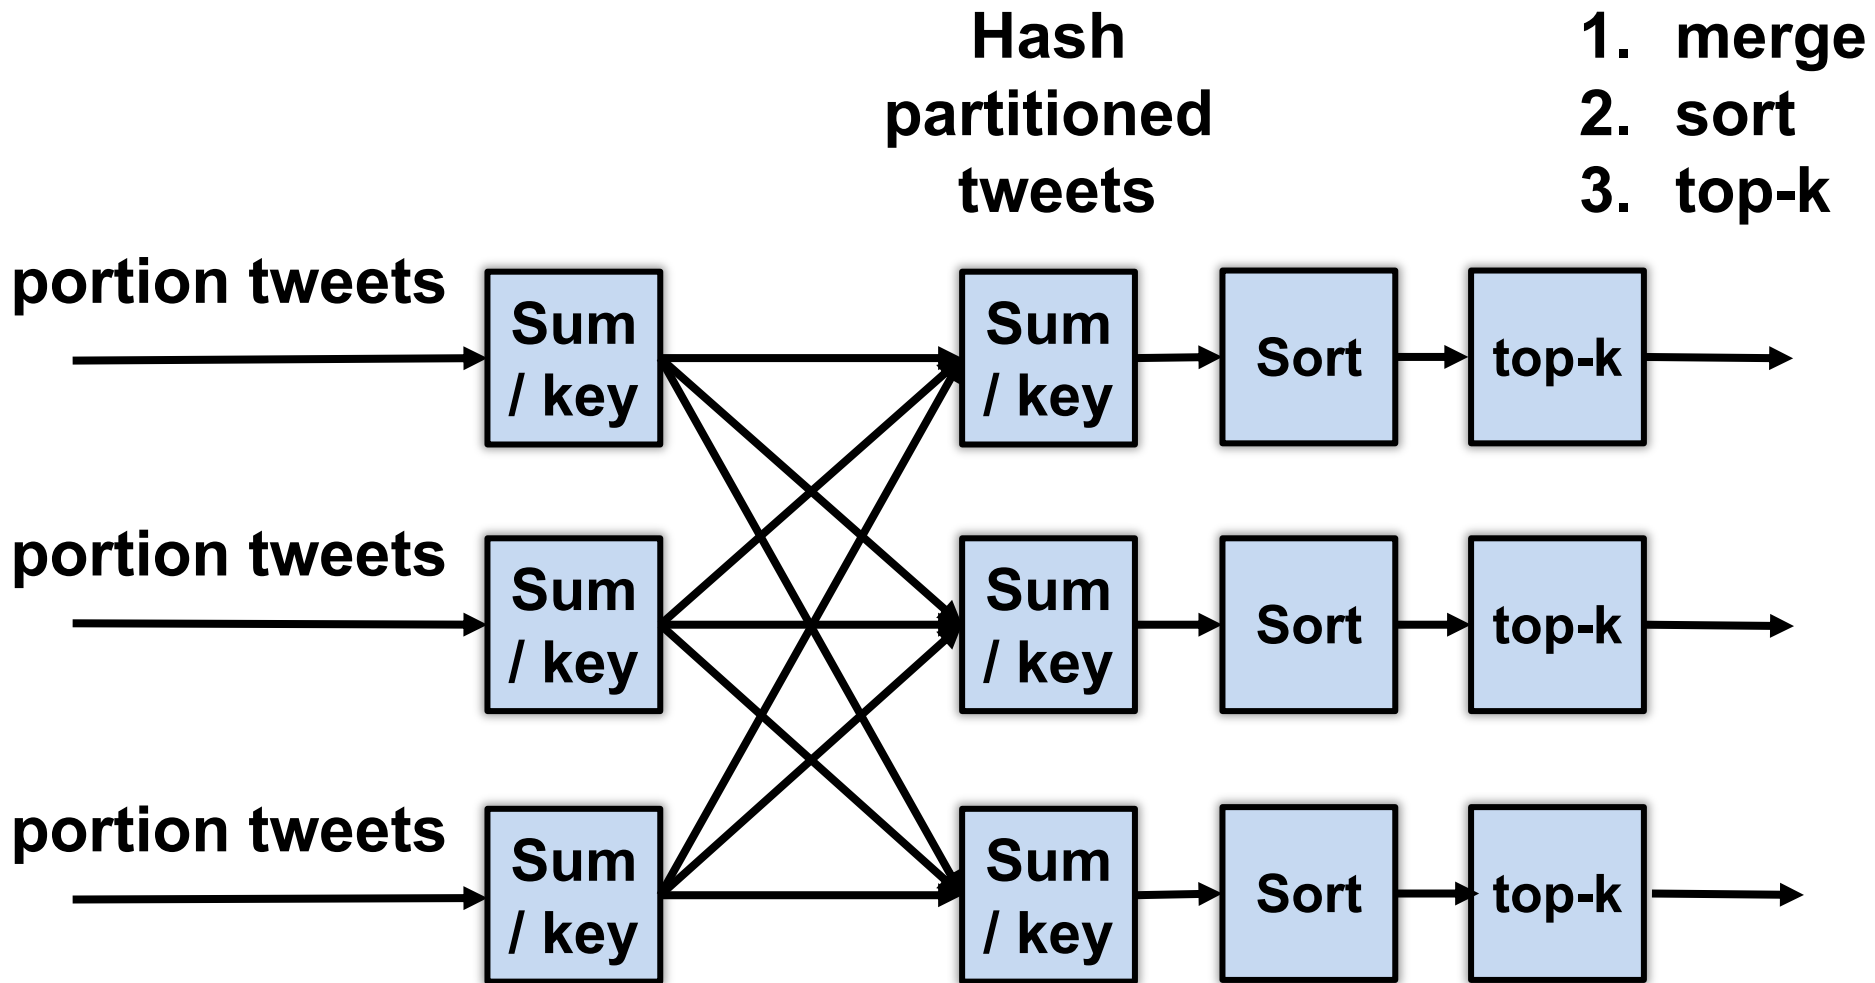 Hash
partitioned
tweets
1. merge
2. sort
3. top-k
portion tweets
Sum
/ key
Sum
/ key
Sort
top-k
portion tweets
Sum
/ key
Sum
/ key
Sort
top-k
portion tweets
Sum
/ key
Sum
/ key
Sort
top-k